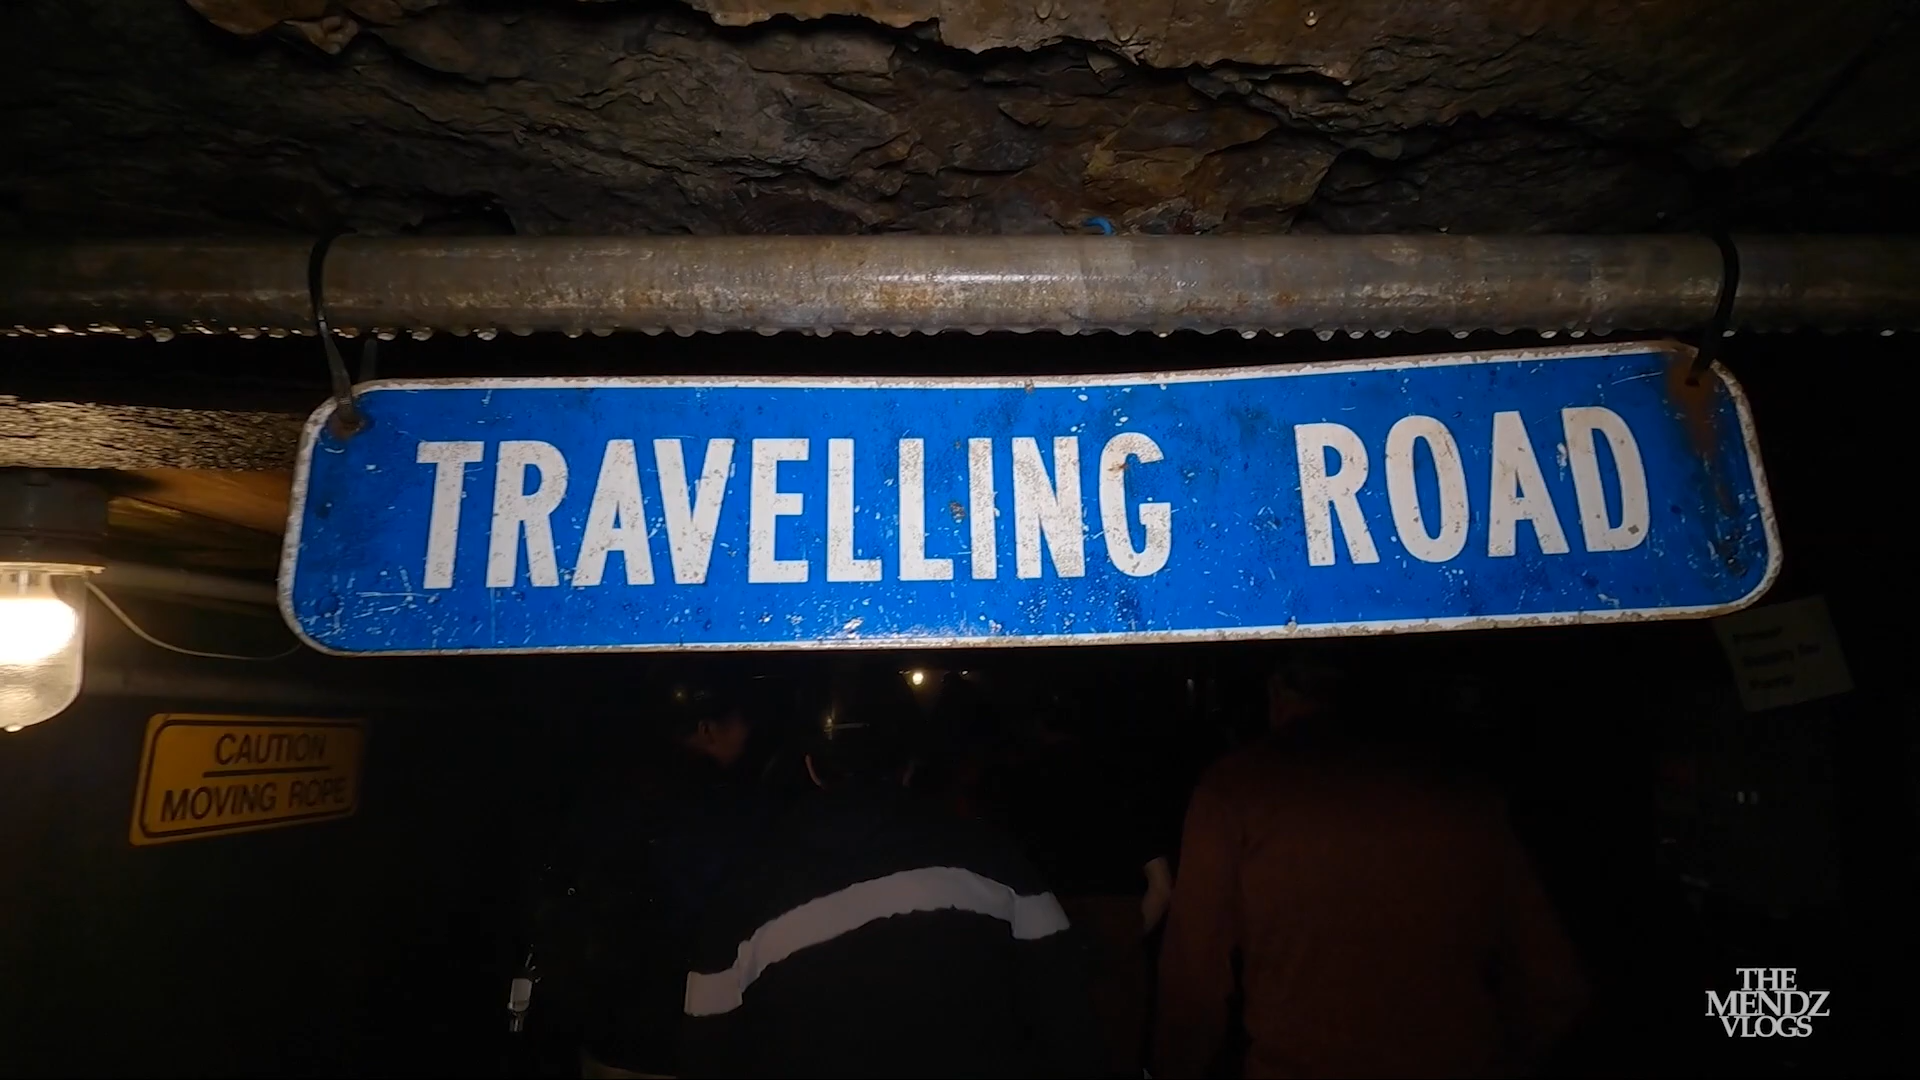 TRAVELLING ROAD
CAUTION
MOVING ROPE
THE
MENDZ
VLOGS